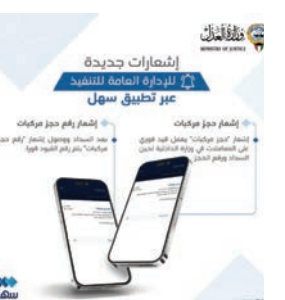 وزارة العدل
MINISTRY OF JUSTICE
إشعارات جديدة
للإدارة العامة للتنفيذ
عبر تطبيق سهل
إشعار حجز مركبات
إشعار "حجز مركبات" يعمل قيد فوري
على المعاملات في وزارة الداخلية لحين
السداد ورفع الحجز
إشعار رفع حجز مركبات
بعد السداد ووصول إشعار "رفع حجز
مركبات" يتم رفع القيود فورا
سهل